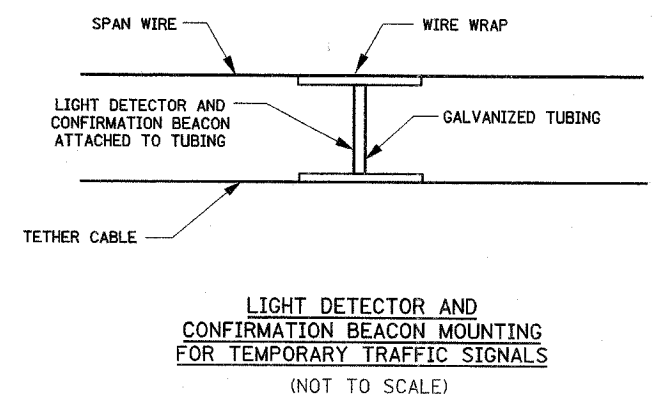 SPAN WIRE
WIRE WRAP
LIGHT DETECTOR AND
CONFIRMATION BEACON
ATTACHED TO TUBING
GALVANIZED TUBING
TETHER CABLE
LIGHT DETECTOR AND
CONFIRMATION BEACON MOUNTING
FOR TEMPORARY TRAFFIC SIGNALS
(NOT TO SCALE)